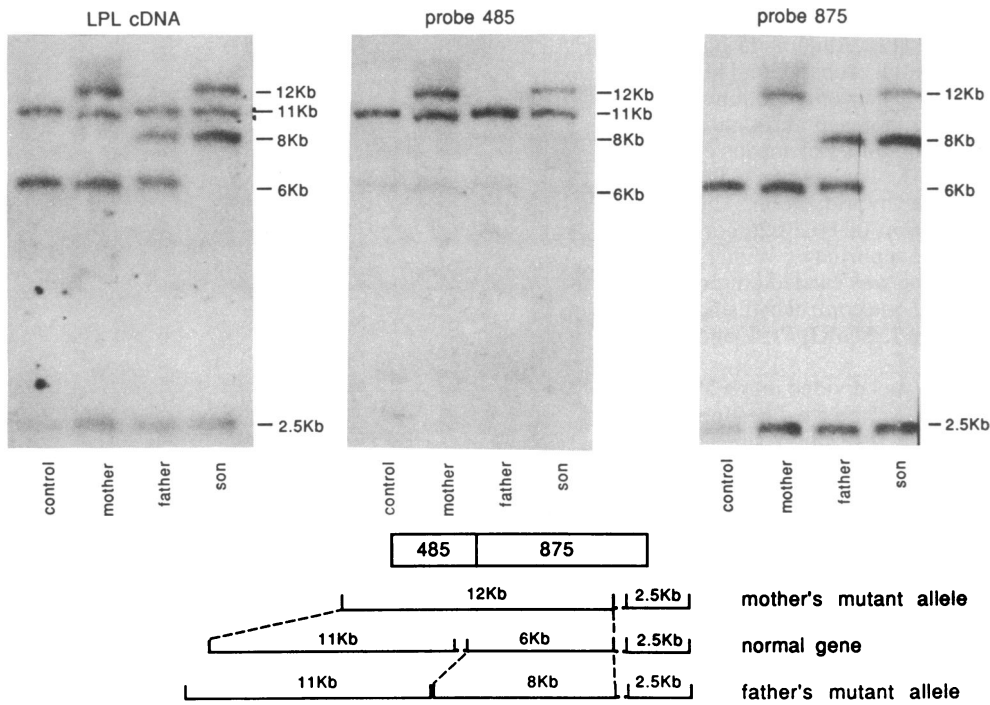 LPL cDNA
probe 485
probe 875
12Kb
11Kb
8Kb
6Kb
2.5Kb
12Kb
11Kb
8Kb
6Kb
12Kb
8Kb
6Kb
2.5Kb
control
mother
father
son
control
mother
father
son
control
mother
father
son
485 875
12Kb 2.5Kb mother's mutant allele
11Kb 6Kb 2.5Kb normal gene
11Kb 8Kb 2.5Kb father's mutant allele